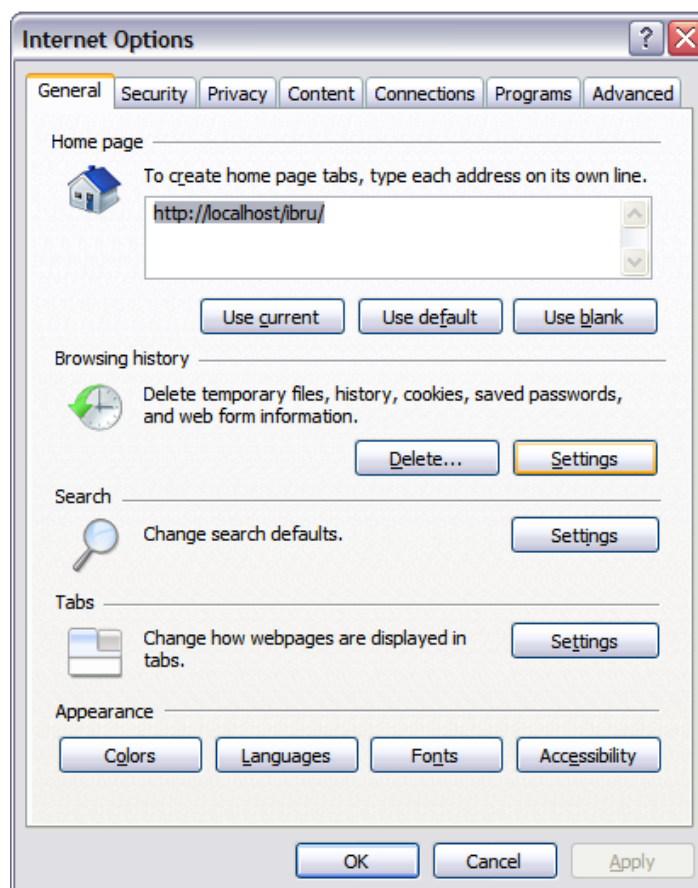 Internet Options
General Security Privacy Content Connections Programs Advanced
Home page
To create home page tabs, type each address on its own line.
http://localhost/ibru/
Use current Use default Use blank
Browsing history
Delete temporary files, history, cookies, saved passwords,
and web form information.
Delete... Settings
Search
Change search defaults. Settings
Tabs
Change how webpages are displayed in
tabs.
Settings
Appearance
Colors Languages Fonts Accessibility
OK Cancel Apply